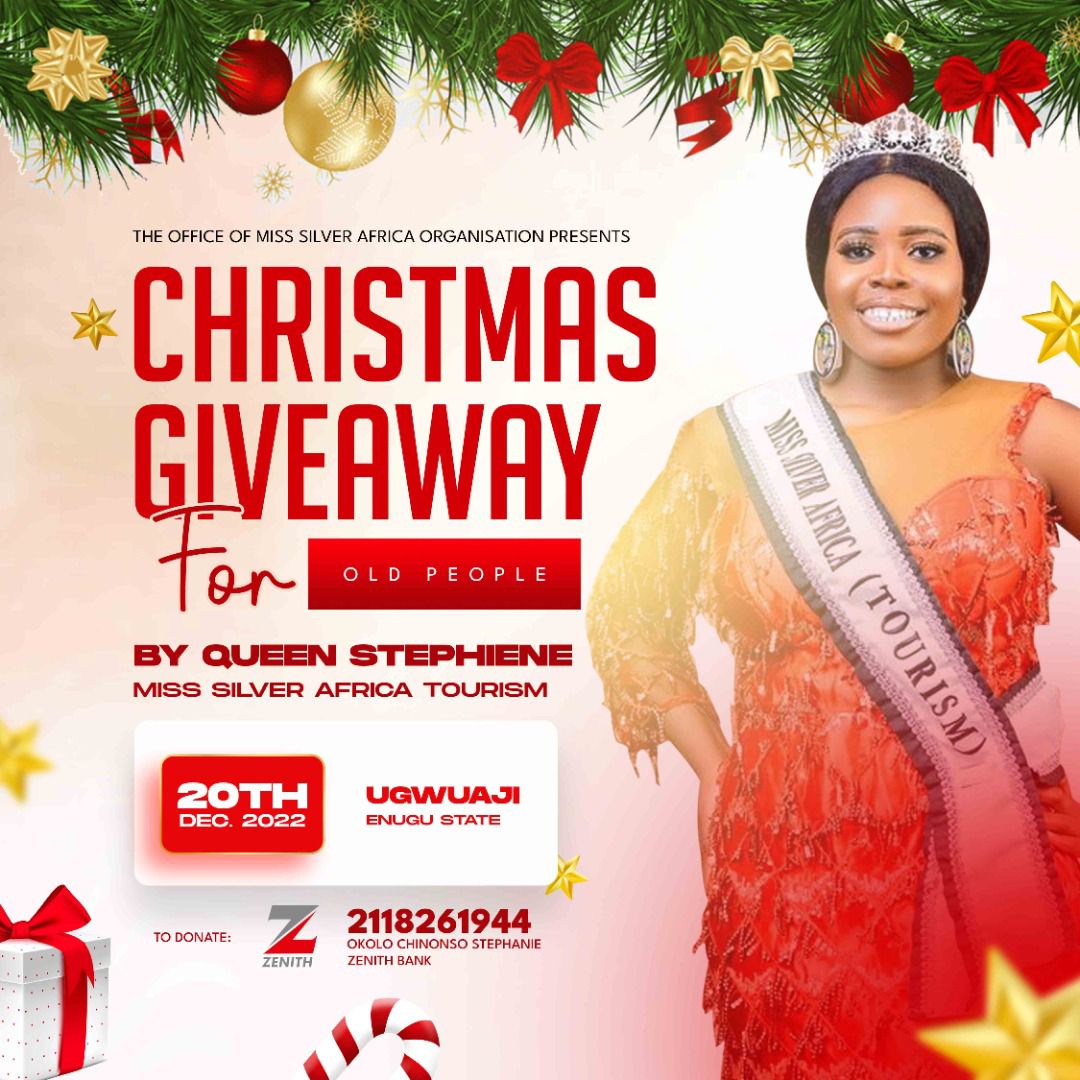 THE OFFICE OF MISS SILVER AFRICA ORGANISATION PRESENTS
CHRISTMAS
GIVEAWAY
For OLD PEOPLE
BY QUEEN STEPHIENE
MISS SILVER AFRICA TOURISM
20TH
DEC. 2022
UGWUAJI
ENUGU STATE
TO DONATE:
ZENITH
2118261944
OKOLO CHINONSO STEPHANIE
ZENITH BANK
MISS SILVER AFRICA (TOURISM)